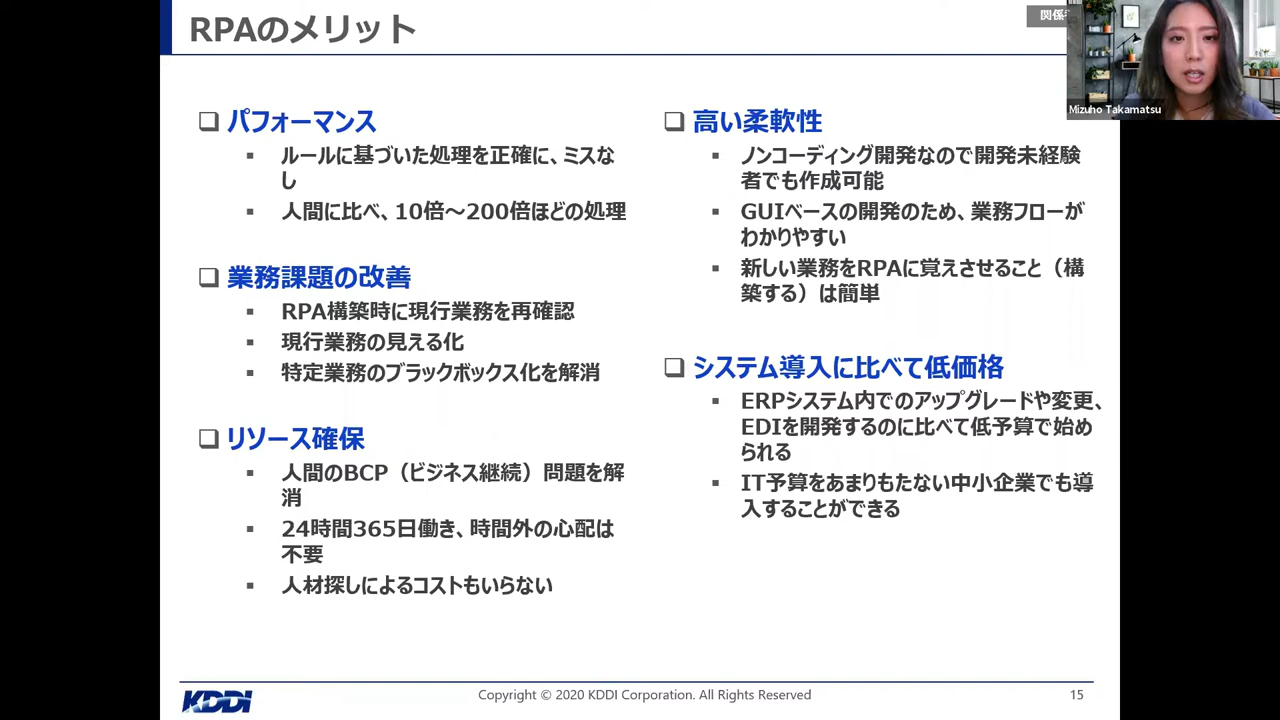 RPAのメリット
関係
Mizuho Takamatsu
❑ パフォーマンス
▪ ルールに基づいた処理を正確に、ミスな
し
▪ 人間に比べ、10倍～200倍ほどの処理
❑ 業務課題の改善
▪ RPA構築時に現行業務を再確認
▪ 現行業務の見える化
▪ 特定業務のブラックボックス化を解消
❑ リソース確保
▪ 人間のBCP（ビジネス継続）問題を解
消
▪ 24時間365日働き、時間外の心配は
不要
▪ 人材探しによるコストもいらない
❑ 高い柔軟性
▪ ノンコーディング開発なので開発未経験
者でも作成可能
▪ GUIベースの開発のため、業務フローが
わかりやすい
▪ 新しい業務をRPAに覚えさせること（構
築する）は簡単
❑ システム導入に比べて低価格
▪ ERPシステム内でのアップグレードや変更、
EDIを開発するのに比べて低予算で始め
られる
▪ IT予算をあまりもたない中小企業でも導
入することができる
KDDI
Copyright © 2020 KDDI Corporation. All Rights Reserved
15